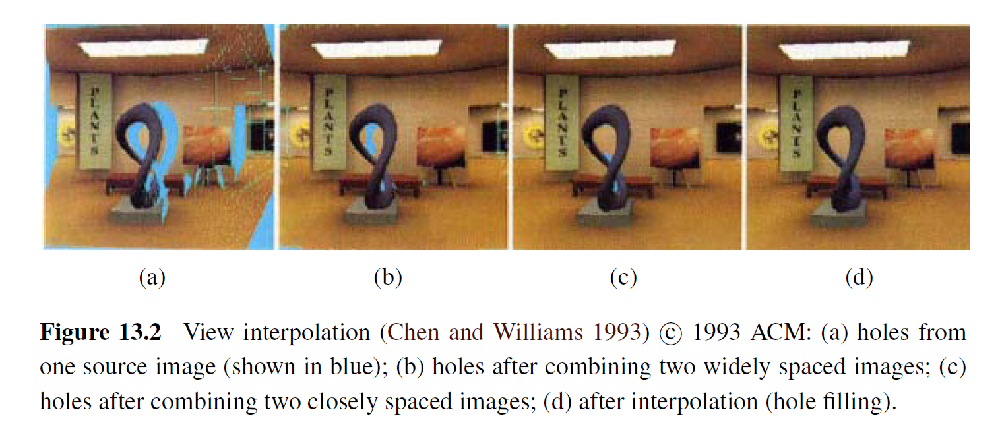 PLANTS PLANTS PLANTS PLANTS
(a) (b) (c) (d)
Figure 13.2 View interpolation (Chen and Williams 1993) © 1993 ACM: (a) holes from
one source image (shown in blue); (b) holes after combining two widely spaced images; (c)
holes after combining two closely spaced images; (d) after interpolation (hole filling).